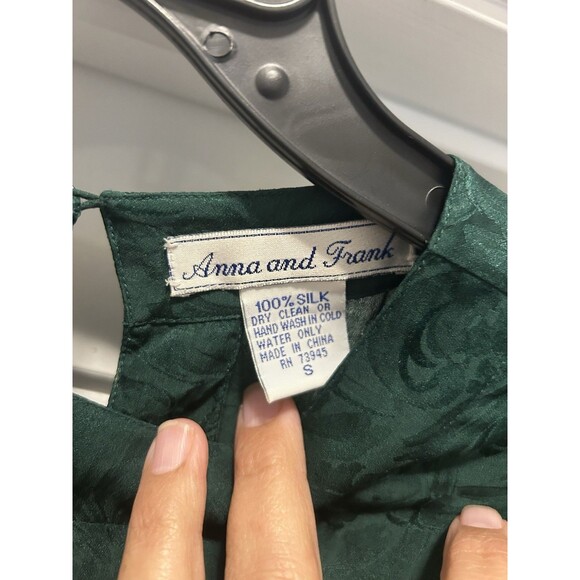 Anna and Frank
100% SILK
DRY CLEAN OR
HAND WASH IN COLD
WATER ONLY
MADE IN CHINA
RN 73945
S